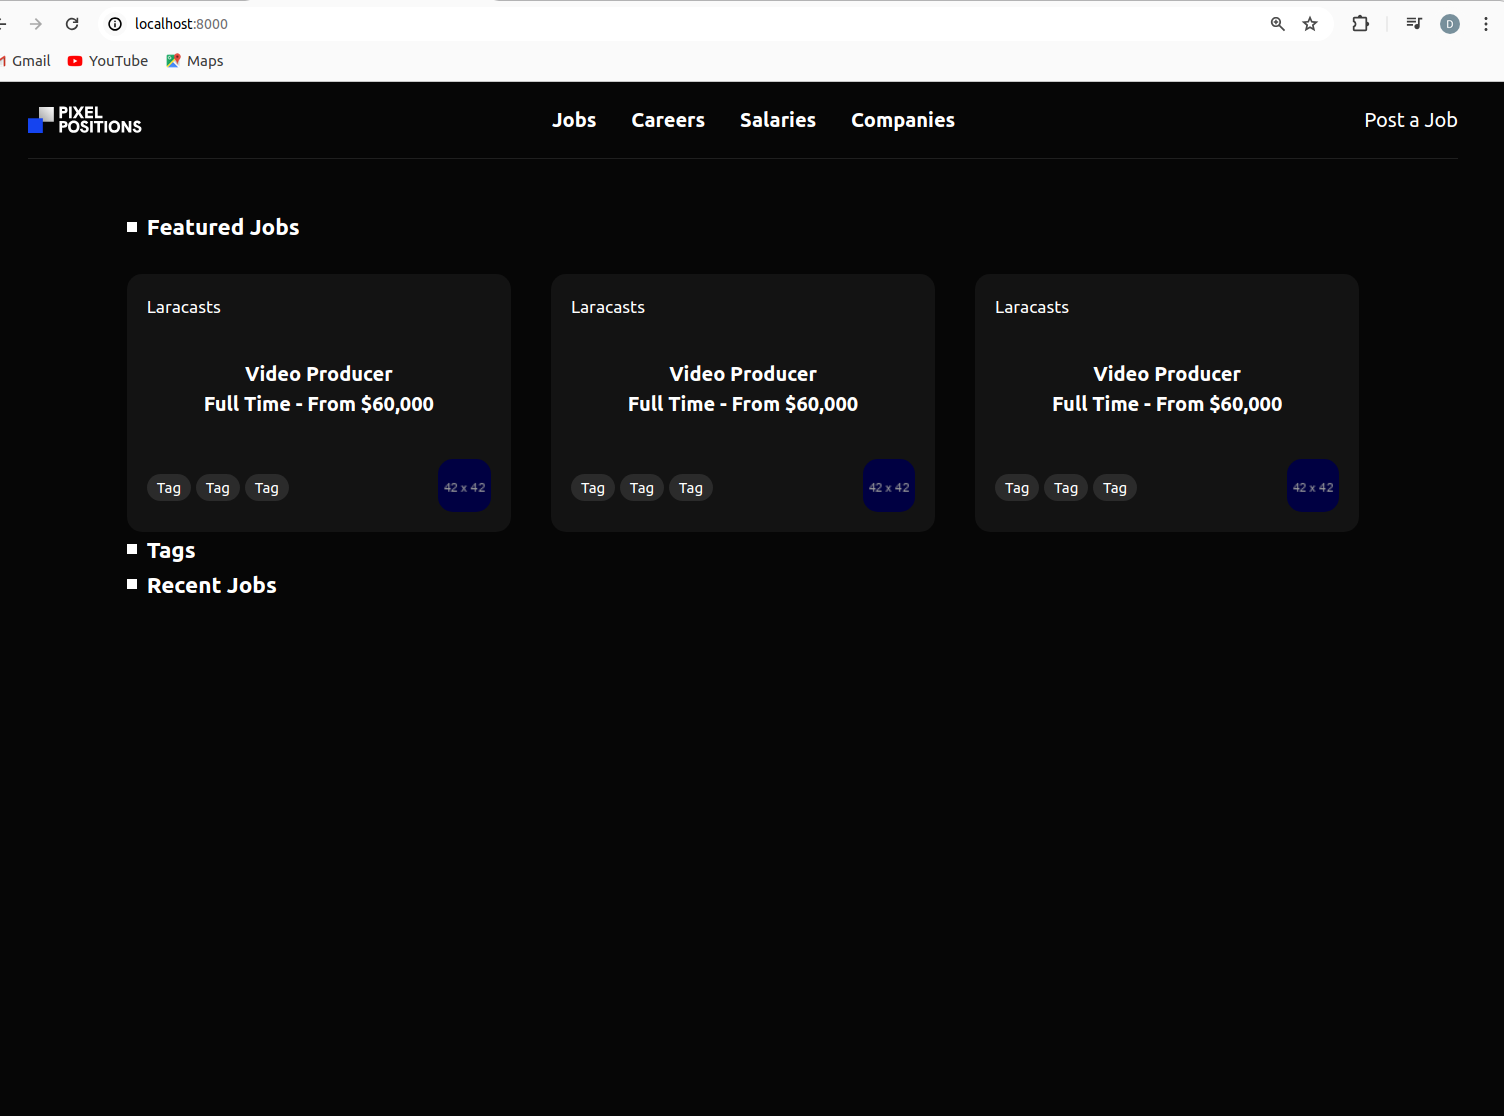 localhost:8000
D
Gmail YouTube Maps
PIXEL
POSITIONS
Jobs Careers Salaries Companies Post a Job
Featured Jobs
Laracasts Laracasts Laracasts
Video Producer Video Producer Video Producer
Full Time - From $60,000 Full Time - From $60,000 Full Time - From $60,000
Tag Tag Tag 42 x 42 Tag Tag Tag 42 x 42 Tag Tag Tag 42 x 42
Tags
Recent Jobs